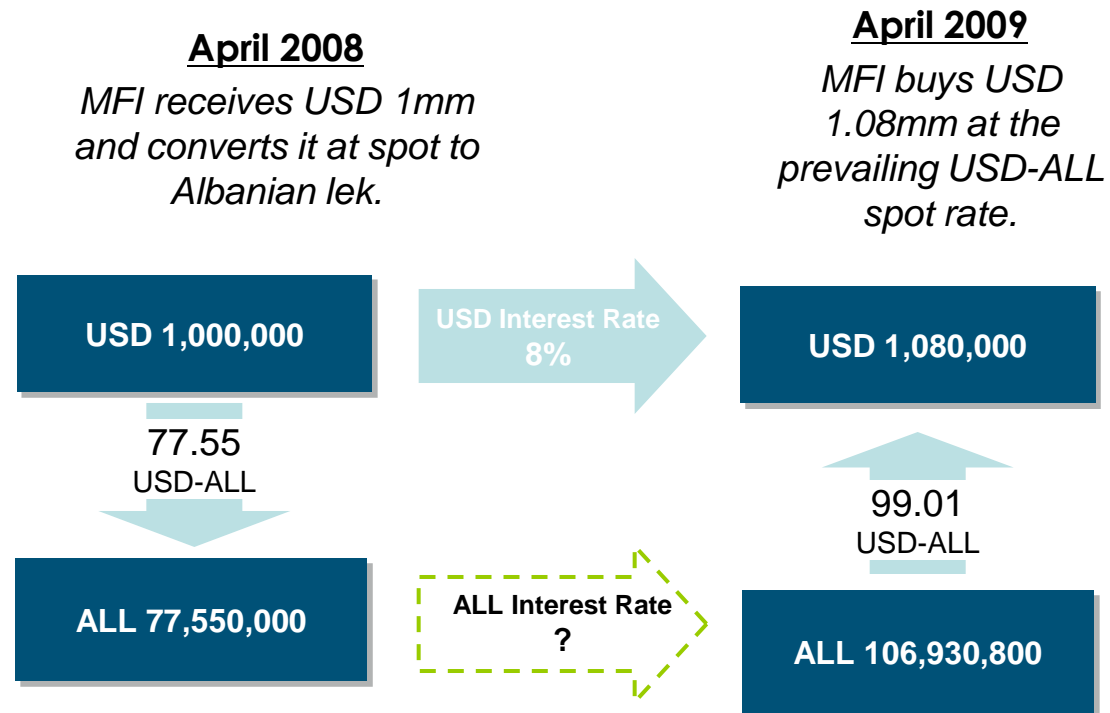 April 2008
MFI receives USD 1mm
and converts it at spot to
Albanian lek.
April 2009
MFI buys USD
1.08mm at the
prevailing USD-ALL
spot rate.
USD 1,000,000
USD Interest Rate
8%
USD 1,080,000
77.55
USD-ALL
99.01
USD-ALL
ALL 77,550,000
ALL Interest Rate
?
ALL 106,930,800